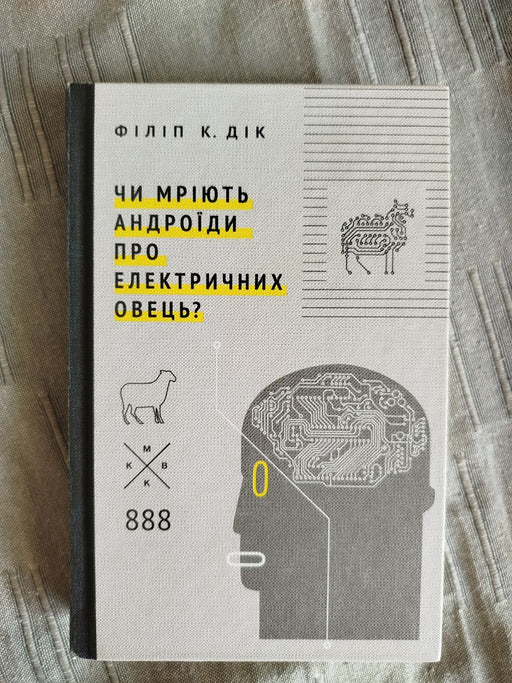 ФІЛІП К. ДІК
ЧИ МРІЮТЬ
АНДРОЇДИ
ПРО
ЕЛЕКТРИЧНИХ
ОВЕЦЬ?
М
К В
К
888